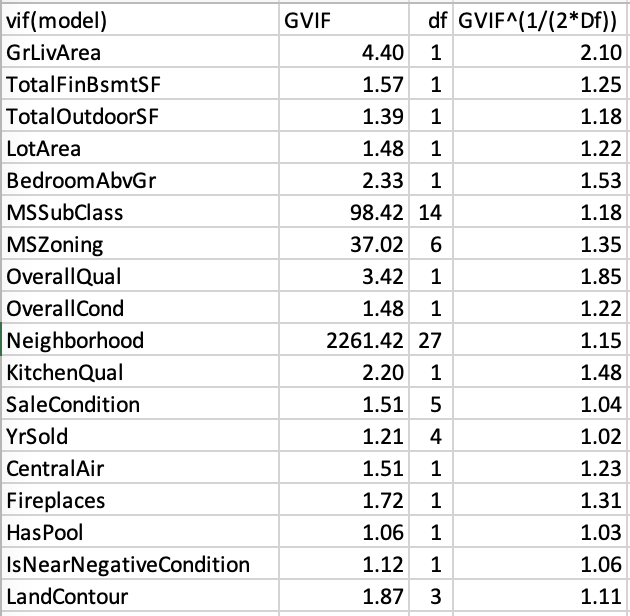 vif(model) GVIF df GVIF^(1/(2*Df))
GrLivArea 4.40 1 2.10
TotalFinBsmtSF 1.57 1 1.25
TotalOutdoorSF 1.39 1 1.18
LotArea 1.48 1 1.22
BedroomAbvGr 2.33 1 1.53
MSSubClass 98.42 14 1.18
MSZoning 37.02 6 1.35
OverallQual 3.42 1 1.85
OverallCond 1.48 1 1.22
Neighborhood 2261.42 27 1.15
KitchenQual 2.20 1 1.48
SaleCondition 1.51 5 1.04
YrSold 1.21 4 1.02
CentralAir 1.51 1 1.23
Fireplaces 1.72 1 1.31
HasPool 1.06 1 1.03
IsNearNegativeCondition 1.12 1 1.06
LandContour 1.87 3 1.11